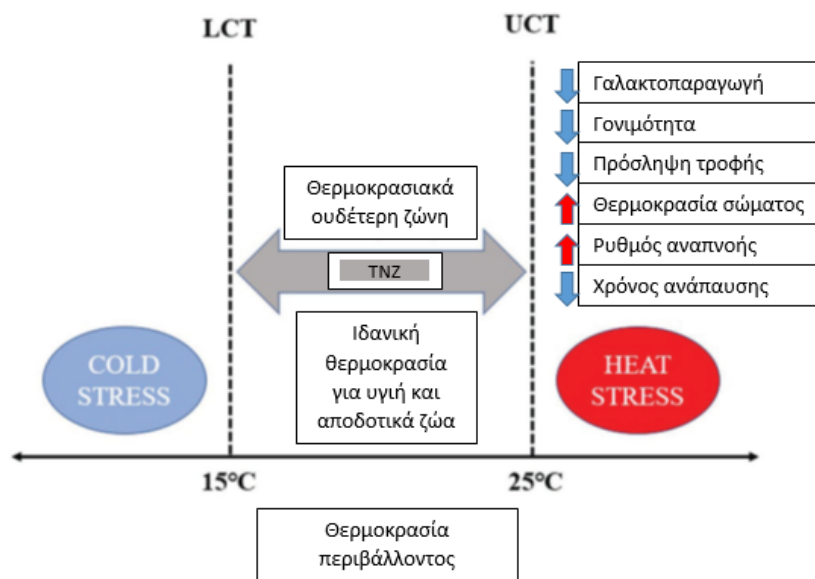 LCT
UCT
Γαλακτοπαραγωγή
Γονιμότητα
Πρόσληψη τροφής
Θερμοκρασία σώματος
Ρυθμός αναπνοής
Χρόνος ανάπαυσης
Θερμοκρασιακά
ουδέτερη ζώνη
TNZ
Ιδανική
θερμοκρασία
για υγιή και
αποδοτικά ζώα
COLD
STRESS
HEAT
STRESS
15°C
25°C
Θερμοκρασία
περιβάλλοντος